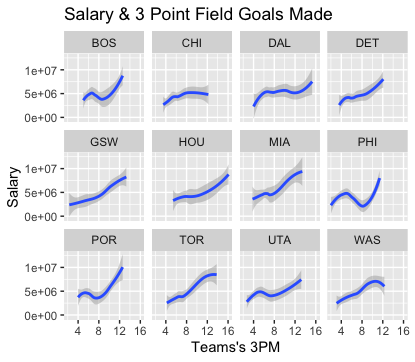 Salary & 3 Point Field Goals Made
BOS CHI DAL DET
1e+07
5e+06
0e+00
GSW HOU MIA PHI
1e+07
5e+06
0e+00
POR TOR UTA WAS
1e+07
5e+06
0e+00
4 8 12 16 4 8 12 16 4 8 12 16 4 8 12 16
Salary
Teams's 3PM